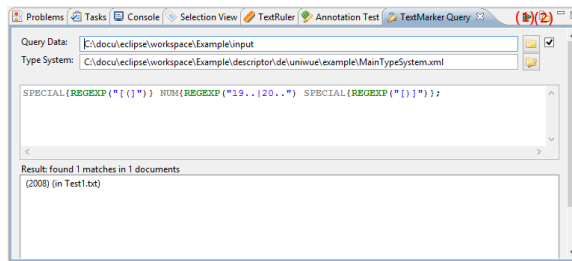 Problems Tasks Console Selection View TextRuler Annotation Test TextMarker Query (1)(2)
Query Data: C:\docu\eclipse\workspace\Example\input
Type System: C:\docu\eclipse\workspace\Example\descriptor\de\uniwue\example\MainTypeSystem.xml
SPECIAL{REGEXP("[(]")} NUM{REGEXP("19..|20..") SPECIAL{REGEXP("[)]")};
Result: found 1 matches in 1 documents
(2008) (in Test1.txt)